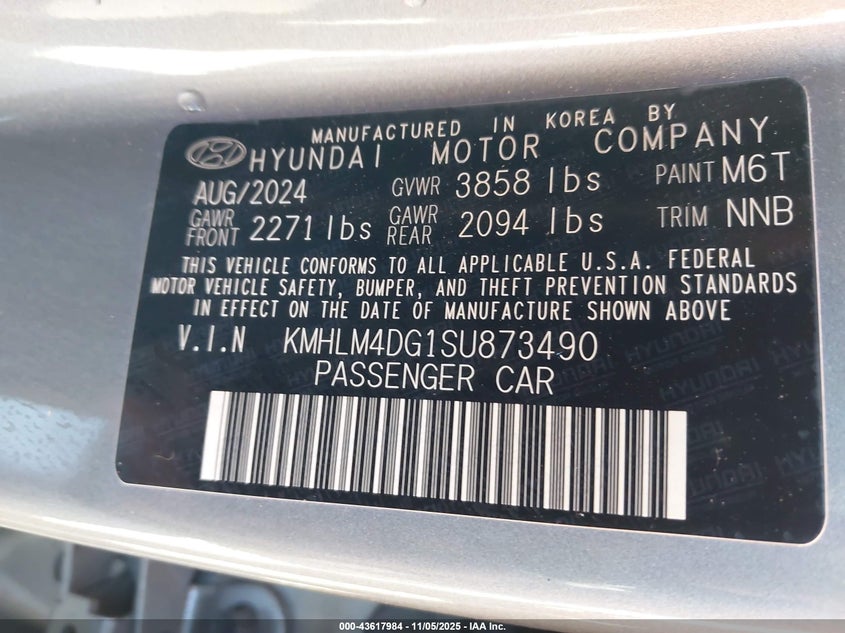 MANUFACTURED IN KOREA BY
HYUNDAI MOTOR COMPANY
AUG/2024 GVWR 3858 lbs PAINT M6T
GAWR FRONT 2271 lbs GAWR REAR 2094 lbs TRIM NNB
THIS VEHICLE CONFORMS TO ALL APPLICABLE U.S.A. FEDERAL
MOTOR VEHICLE SAFETY, BUMPER, AND THEFT PREVENTION STANDARDS
IN EFFECT ON THE DATE OF MANUFACTURE SHOWN ABOVE
V.I.N KMHLM4DG1SU873490
PASSENGER CAR
000-43617984 - 11/05/2025 - IAA Inc.